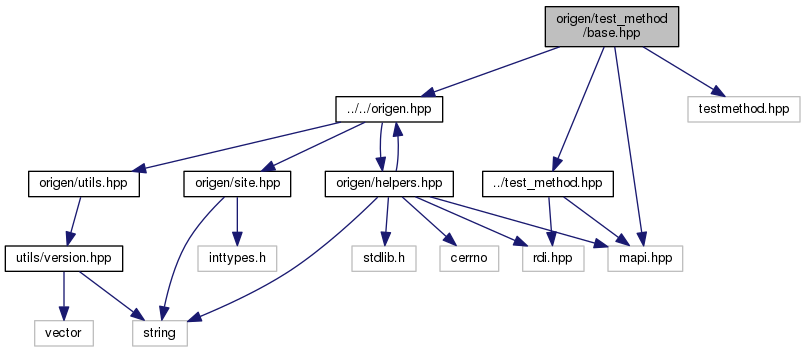 origen/test_method
/base.hpp
../../origen.hpp
testmethod.hpp
origen/utils.hpp
origen/site.hpp
origen/helpers.hpp
../test_method.hpp
utils/version.hpp
inttypes.h
stdlib.h
cerrno
rdi.hpp
mapi.hpp
vector
string